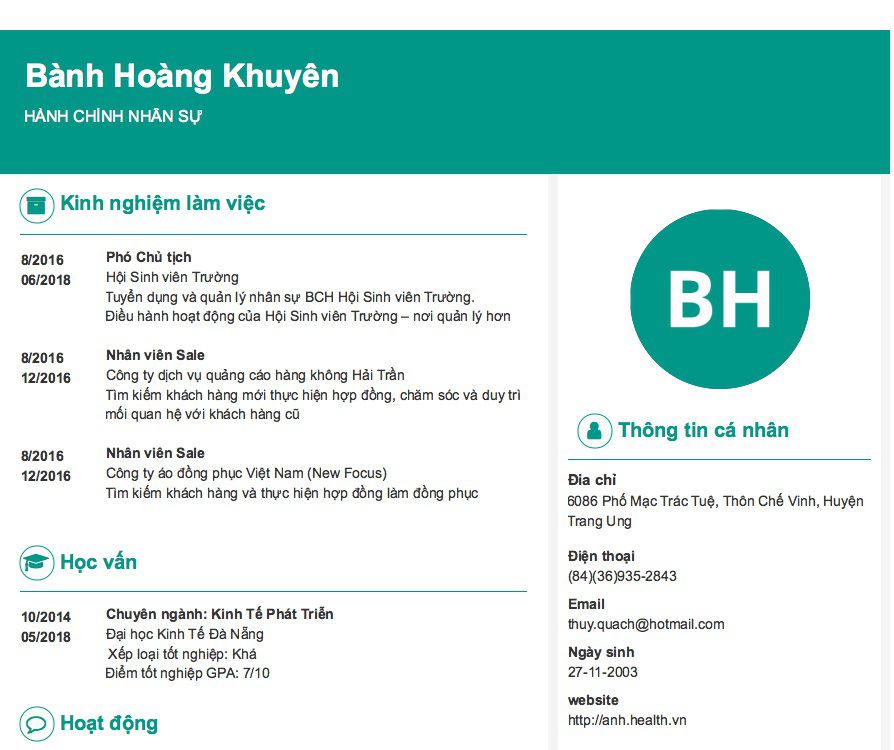 Bành Hoàng Khuyên
HÀNH CHÍNH NHÂN SỰ
Kinh nghiệm làm việc
8/2016
06/2018
Phó Chủ tịch
Hội Sinh viên Trường
Tuyển dụng và quản lý nhân sự BCH Hội Sinh viên Trường.
Điều hành hoạt động của Hội Sinh viên Trường – nơi quản lý hơn
8/2016
12/2016
Nhân viên Sale
Công ty dịch vụ quảng cáo hàng không Hải Trần
Tìm kiếm khách hàng mới thực hiện hợp đồng, chăm sóc và duy trì
mối quan hệ với khách hàng cũ
8/2016
12/2016
Nhân viên Sale
Công ty áo đồng phục Việt Nam (New Focus)
Tìm kiếm khách hàng và thực hiện hợp đồng làm đồng phục
Học vấn
10/2014
05/2018
Chuyên ngành: Kinh Tế Phát Triễn
Đại học Kinh Tế Đà Nẵng
Xếp loại tốt nghiệp: Khá
Điểm tốt nghiệp GPA: 7/10
Hoạt động
BH
Thông tin cá nhân
Đia chỉ
6086 Phố Mạc Trác Tuệ, Thôn Chế Vinh, Huyện
Trang Ung
Điện thoại
(84)(36)935-2843
Email
thuy.quach@hotmail.com
Ngày sinh
27-11-2003
website
http://anh.health.vn